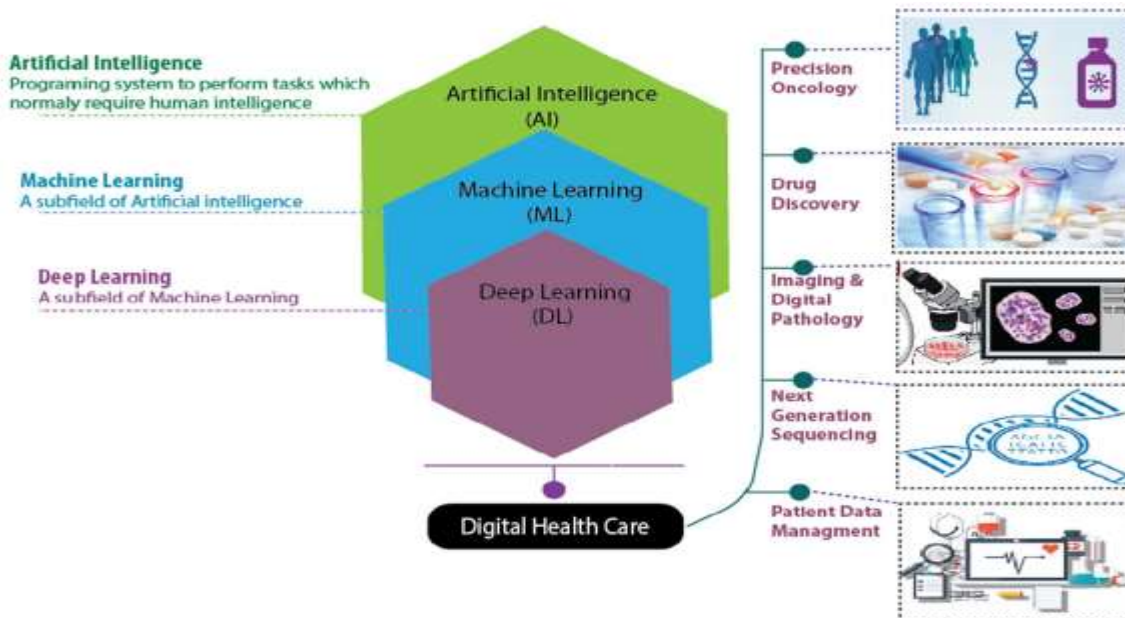 Artificial Intelligence
Programing system to perform tasks which
normaly require human intelligence
Machine Learning
A subfield of Artificial intelligence
Deep Learning
A subfield of Machine Learning
Artificial Intelligence
(AI)
Machine Learning
(ML)
Deep Learning
(DL)
Digital Health Care
Precision
Oncology
Drug
Discovery
Imaging &
Digital
Pathology
Next
Generation
Sequencing
Patient Data
Managment